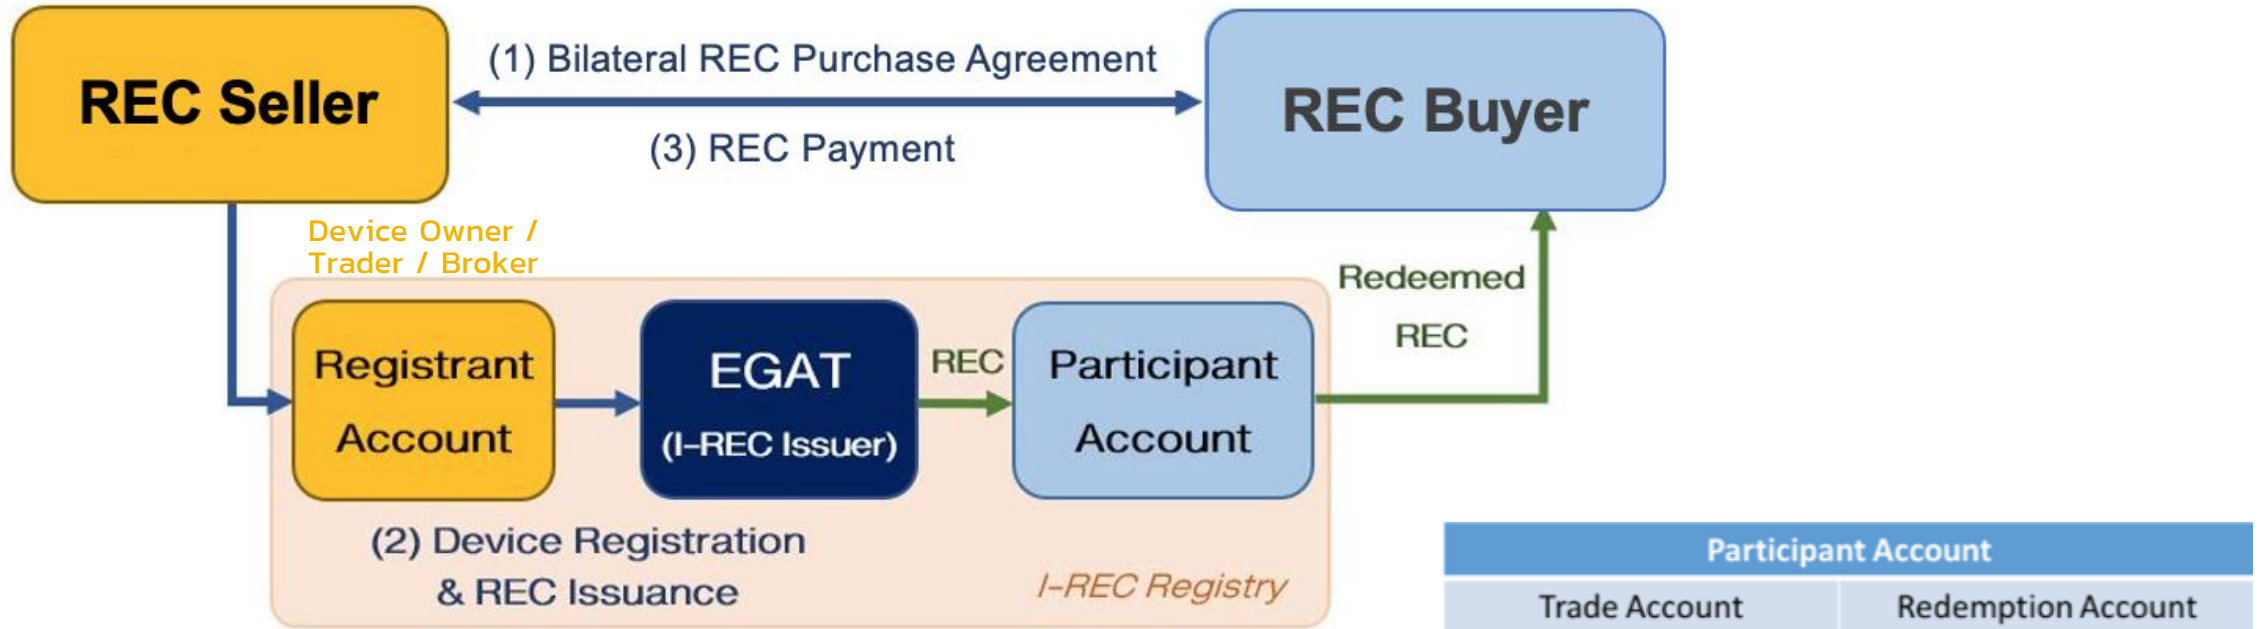 REC Seller
(1) Bilateral REC Purchase Agreement
(3) REC Payment
REC Buyer
Device Owner /
Trader / Broker
Registrant
Account
EGAT
(I-REC Issuer)
REC
Participant
Account
Redeemed
REC
(2) Device Registration
& REC Issuance
I-REC Registry
Participant Account
Trade Account
Redemption Account